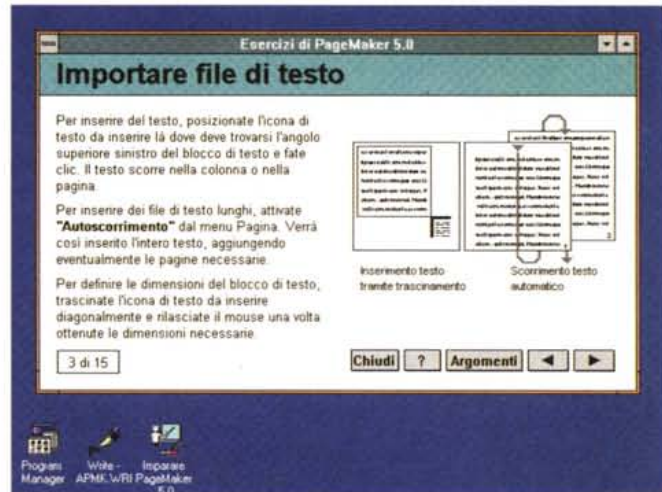 Esercizi di PageMaker 5.0
Importare file di testo
Per inserire del testo, posizionate l'icona di
testo da inserire là dove deve trovarsi l'angolo
superiore sinistro del blocco di testo e fate
clic. Il testo scorre nella colonna o nella
pagina.
Per inserire dei file di testo lunghi, attivate
"Autoscorrimento" dal menu Pagina. Verrà
così inserito l'intero testo, aggiungendo
eventualmente le pagine necessarie.
Per definire le dimensioni del blocco di testo,
trascinate l'icona di testo da inserire
diagonalmente e rilasciate il mouse una volta
ottenute le dimensioni necessarie.
Inserimento testo
tramite trascinamento
Scorrimento testo
automatico
3 di 15
Chiudi ? Argomenti
Program
Manager
Write -
APMK.WRI
Imparare
PageMaker
5.0